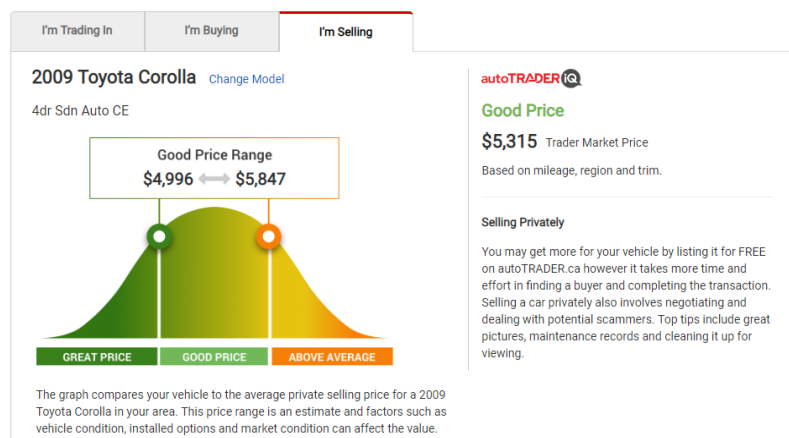 I'm Trading In
I'm Buying
I'm Selling
2009 Toyota Corolla Change Model
4dr Sdn Auto CE
Good Price Range
$4,996 $5,847
GREAT PRICE
GOOD PRICE
ABOVE AVERAGE
The graph compares your vehicle to the average private selling price for a 2009
Toyota Corolla in your area. This price range is an estimate and factors such as
vehicle condition, installed options and market condition can affect the value.
autoTRADER iQ
Good Price
$5,315 Trader Market Price
Based on mileage, region and trim.
Selling Privately
You may get more for your vehicle by listing it for FREE
on autoTRADER.ca however it takes more time and
effort in finding a buyer and completing the transaction.
Selling a car privately also involves negotiating and
dealing with potential scammers. Top tips include great
pictures, maintenance records and cleaning it up for
viewing.